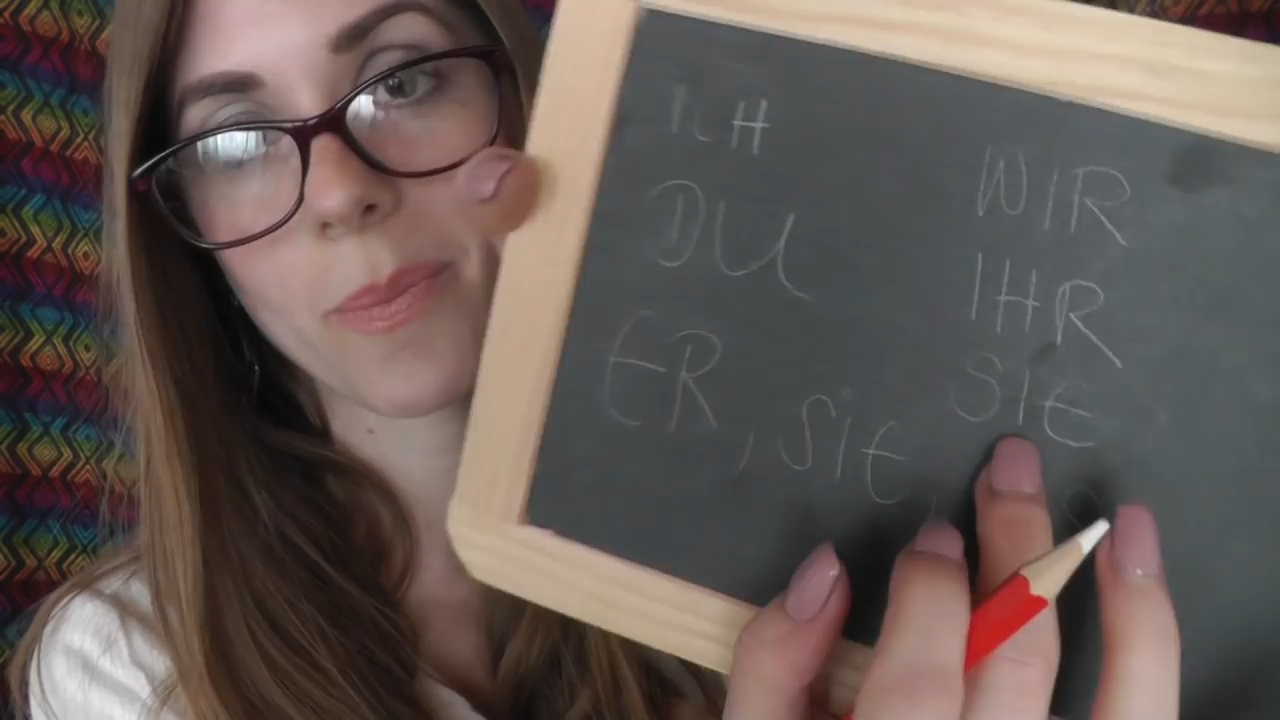 ICH
DU
ER, SIE,
WIR
IHR
SIE